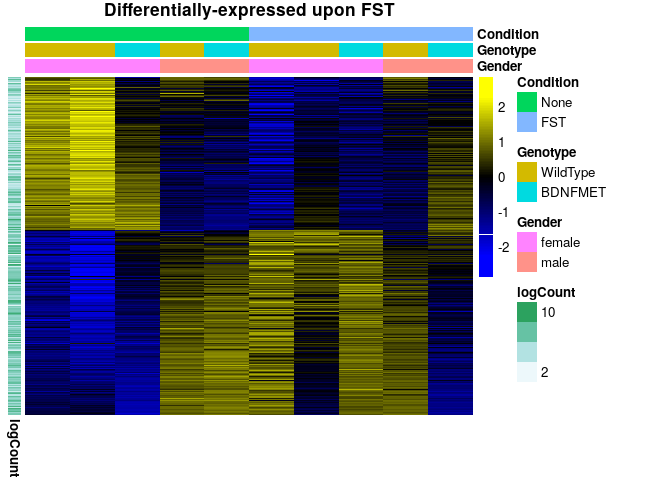 Differentially-expressed upon FST
Condition
Genotype
Gender
2
1
0
-1
-2
Condition
None
FST
Genotype
WildType
BDNFMET
Gender
female
male
logCount
10
2
logCount